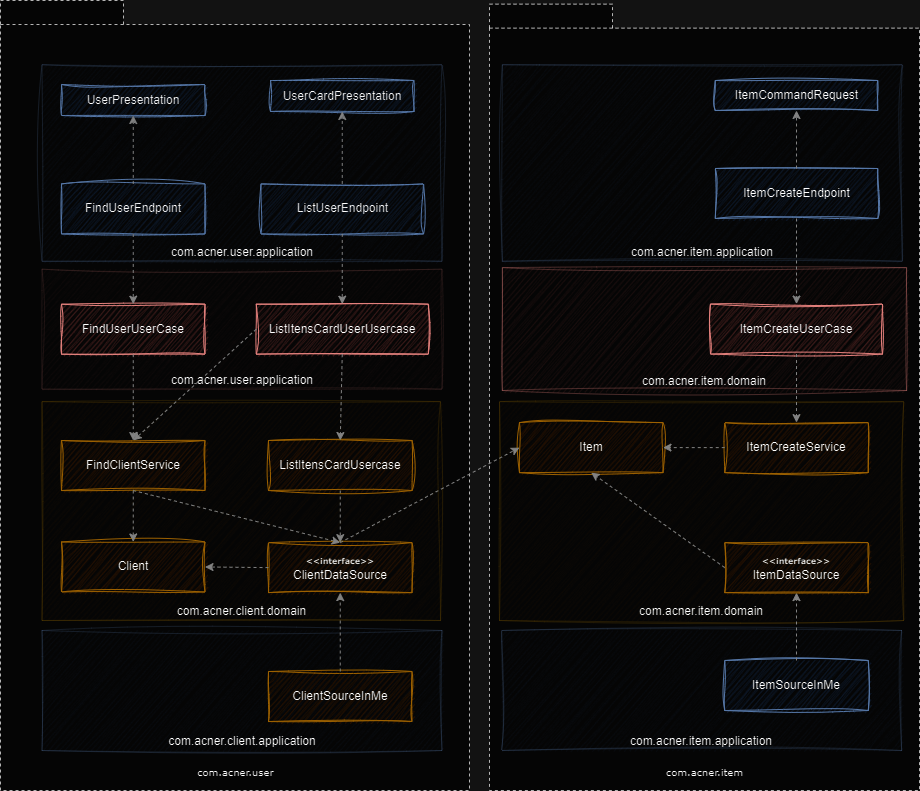 UserPresentation
UserCardPresentation
FindUserEndpoint
ListUserEndpoint
com.acner.user.application
FindUserUserCase
ListItensCardUserUsercase
com.acner.user.application
FindClientService
ListItensCardUsercase
Client
<<interface>>
ClientDataSource
com.acner.client.domain
ClientSourceInMe
com.acner.client.application
com.acner.user
ItemCommandRequest
ItemCreateEndpoint
com.acner.item.application
ItemCreateUserCase
com.acner.item.domain
Item
ItemCreateService
<<interface>>
ItemDataSource
com.acner.item.domain
ItemSourceInMe
com.acner.item.application
com.acner.item